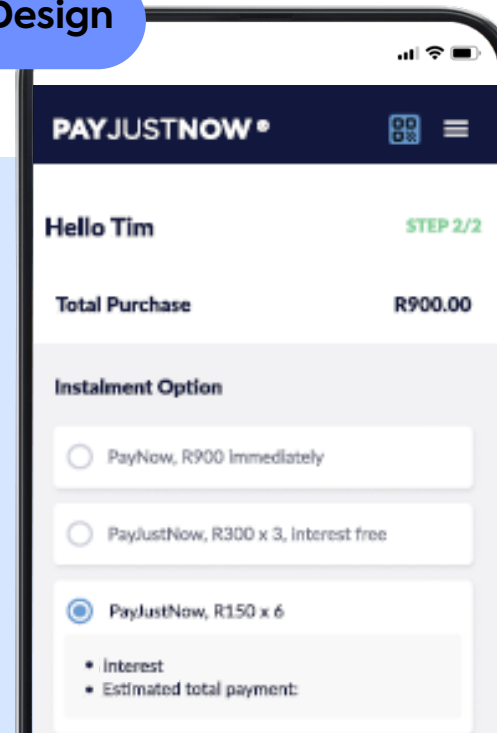 Design
PAYJUSTNOW
Hello Tim
STEP 2/2
Total Purchase
R900.00
Instalment Option
PayNow, R900 immediately
PayJustNow, R300 x 3, interest free
PayJustNow, R150 x 6
• Interest
• Estimated total payment: